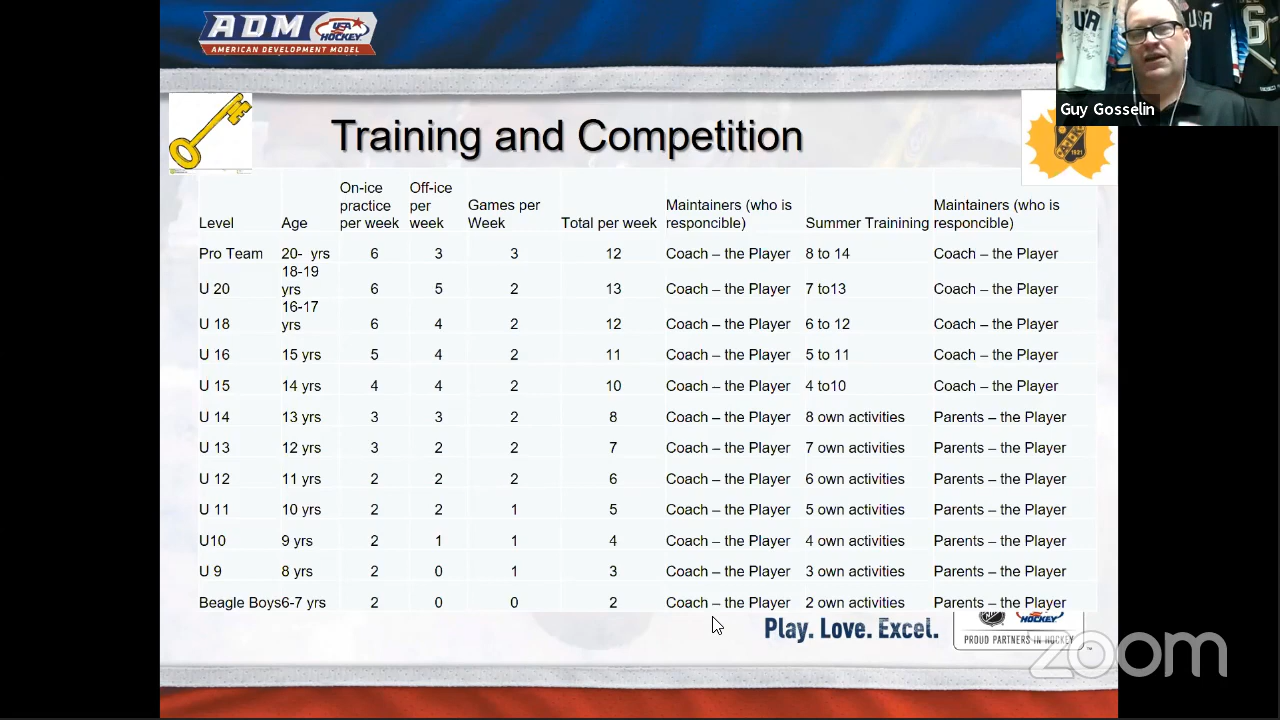 ADM
USA
HOCKEY
AMERICAN DEVELOPMENT MODEL
USA
6
Guy Gosselin
Training and Competition
1921
Level Age On-ice practice per week Off-ice per week Games per Week Total per week Maintainers (who is responcible) Summer Trainining Maintainers (who is responcible)
Pro Team 20- yrs 6 3 3 12 Coach – the Player 8 to 14 Coach – the Player
U 20 18-19 yrs 6 5 2 13 Coach – the Player 7 to13 Coach – the Player
U 18 16-17 yrs 6 4 2 12 Coach – the Player 6 to 12 Coach – the Player
U 16 15 yrs 5 4 2 11 Coach – the Player 5 to 11 Coach – the Player
U 15 14 yrs 4 4 2 10 Coach – the Player 4 to10 Coach – the Player
U 14 13 yrs 3 3 2 8 Coach – the Player 8 own activities Parents – the Player
U 13 12 yrs 3 2 2 7 Coach – the Player 7 own activities Parents – the Player
U 12 11 yrs 2 2 2 6 Coach – the Player 6 own activities Parents – the Player
U 11 10 yrs 2 2 1 5 Coach – the Player 5 own activities Parents – the Player
U10 9 yrs 2 1 1 4 Coach – the Player 4 own activities Parents – the Player
U 9 8 yrs 2 0 1 3 Coach – the Player 3 own activities Parents – the Player
Beagle Boys 6-7 yrs 2 0 0 2 Coach – the Player 2 own activities Parents – the Player
Play. Love. Excel.
HOCKEY
PROUD PARTNERS IN HOCKEY
zoom